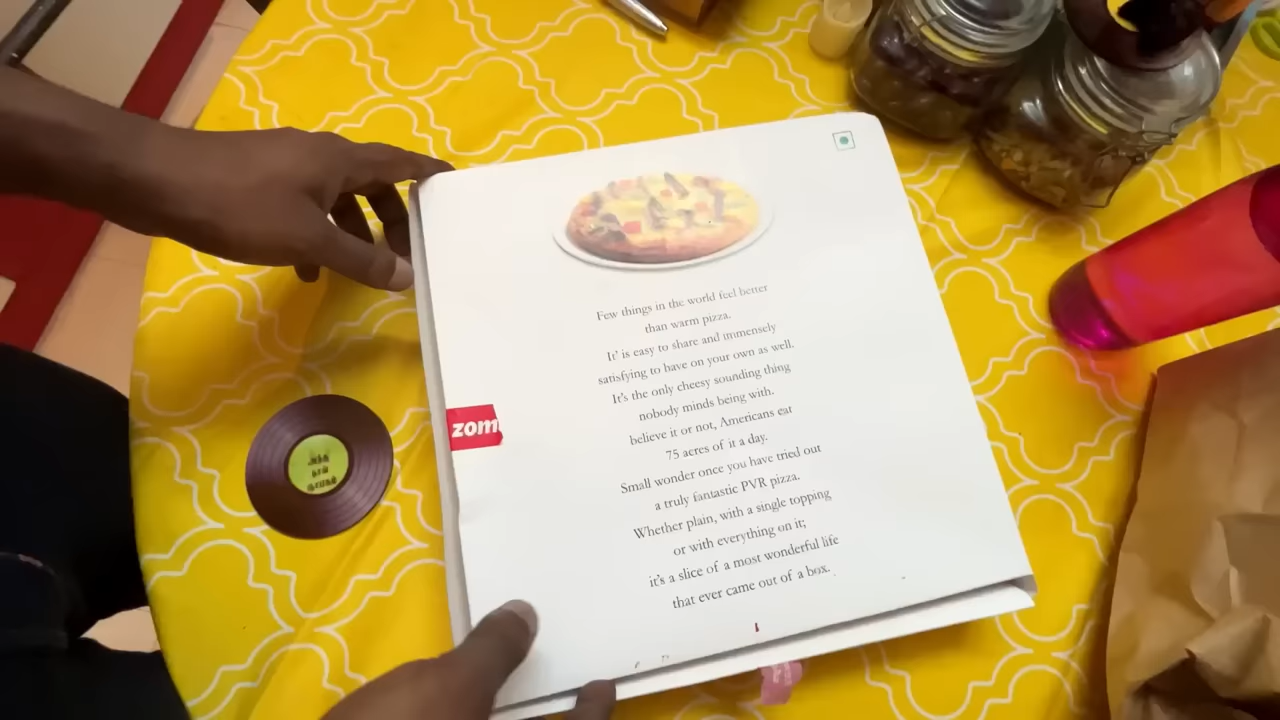 Few things in the world feel better
than warm pizza.
It' is easy to share and immensely
satisfying to have on your own as well.
It's the only cheesy sounding thing
nobody minds being with.
believe it or not, Americans eat
75 acres of it a day.
Small wonder once you have tried out
a truly fantastic PVR pizza.
Whether plain, with a single topping
or with everything on it;
it's a slice of a most wonderful life
that ever came out of a box.
zom
அந்த
நாள்
ஞாபகம்